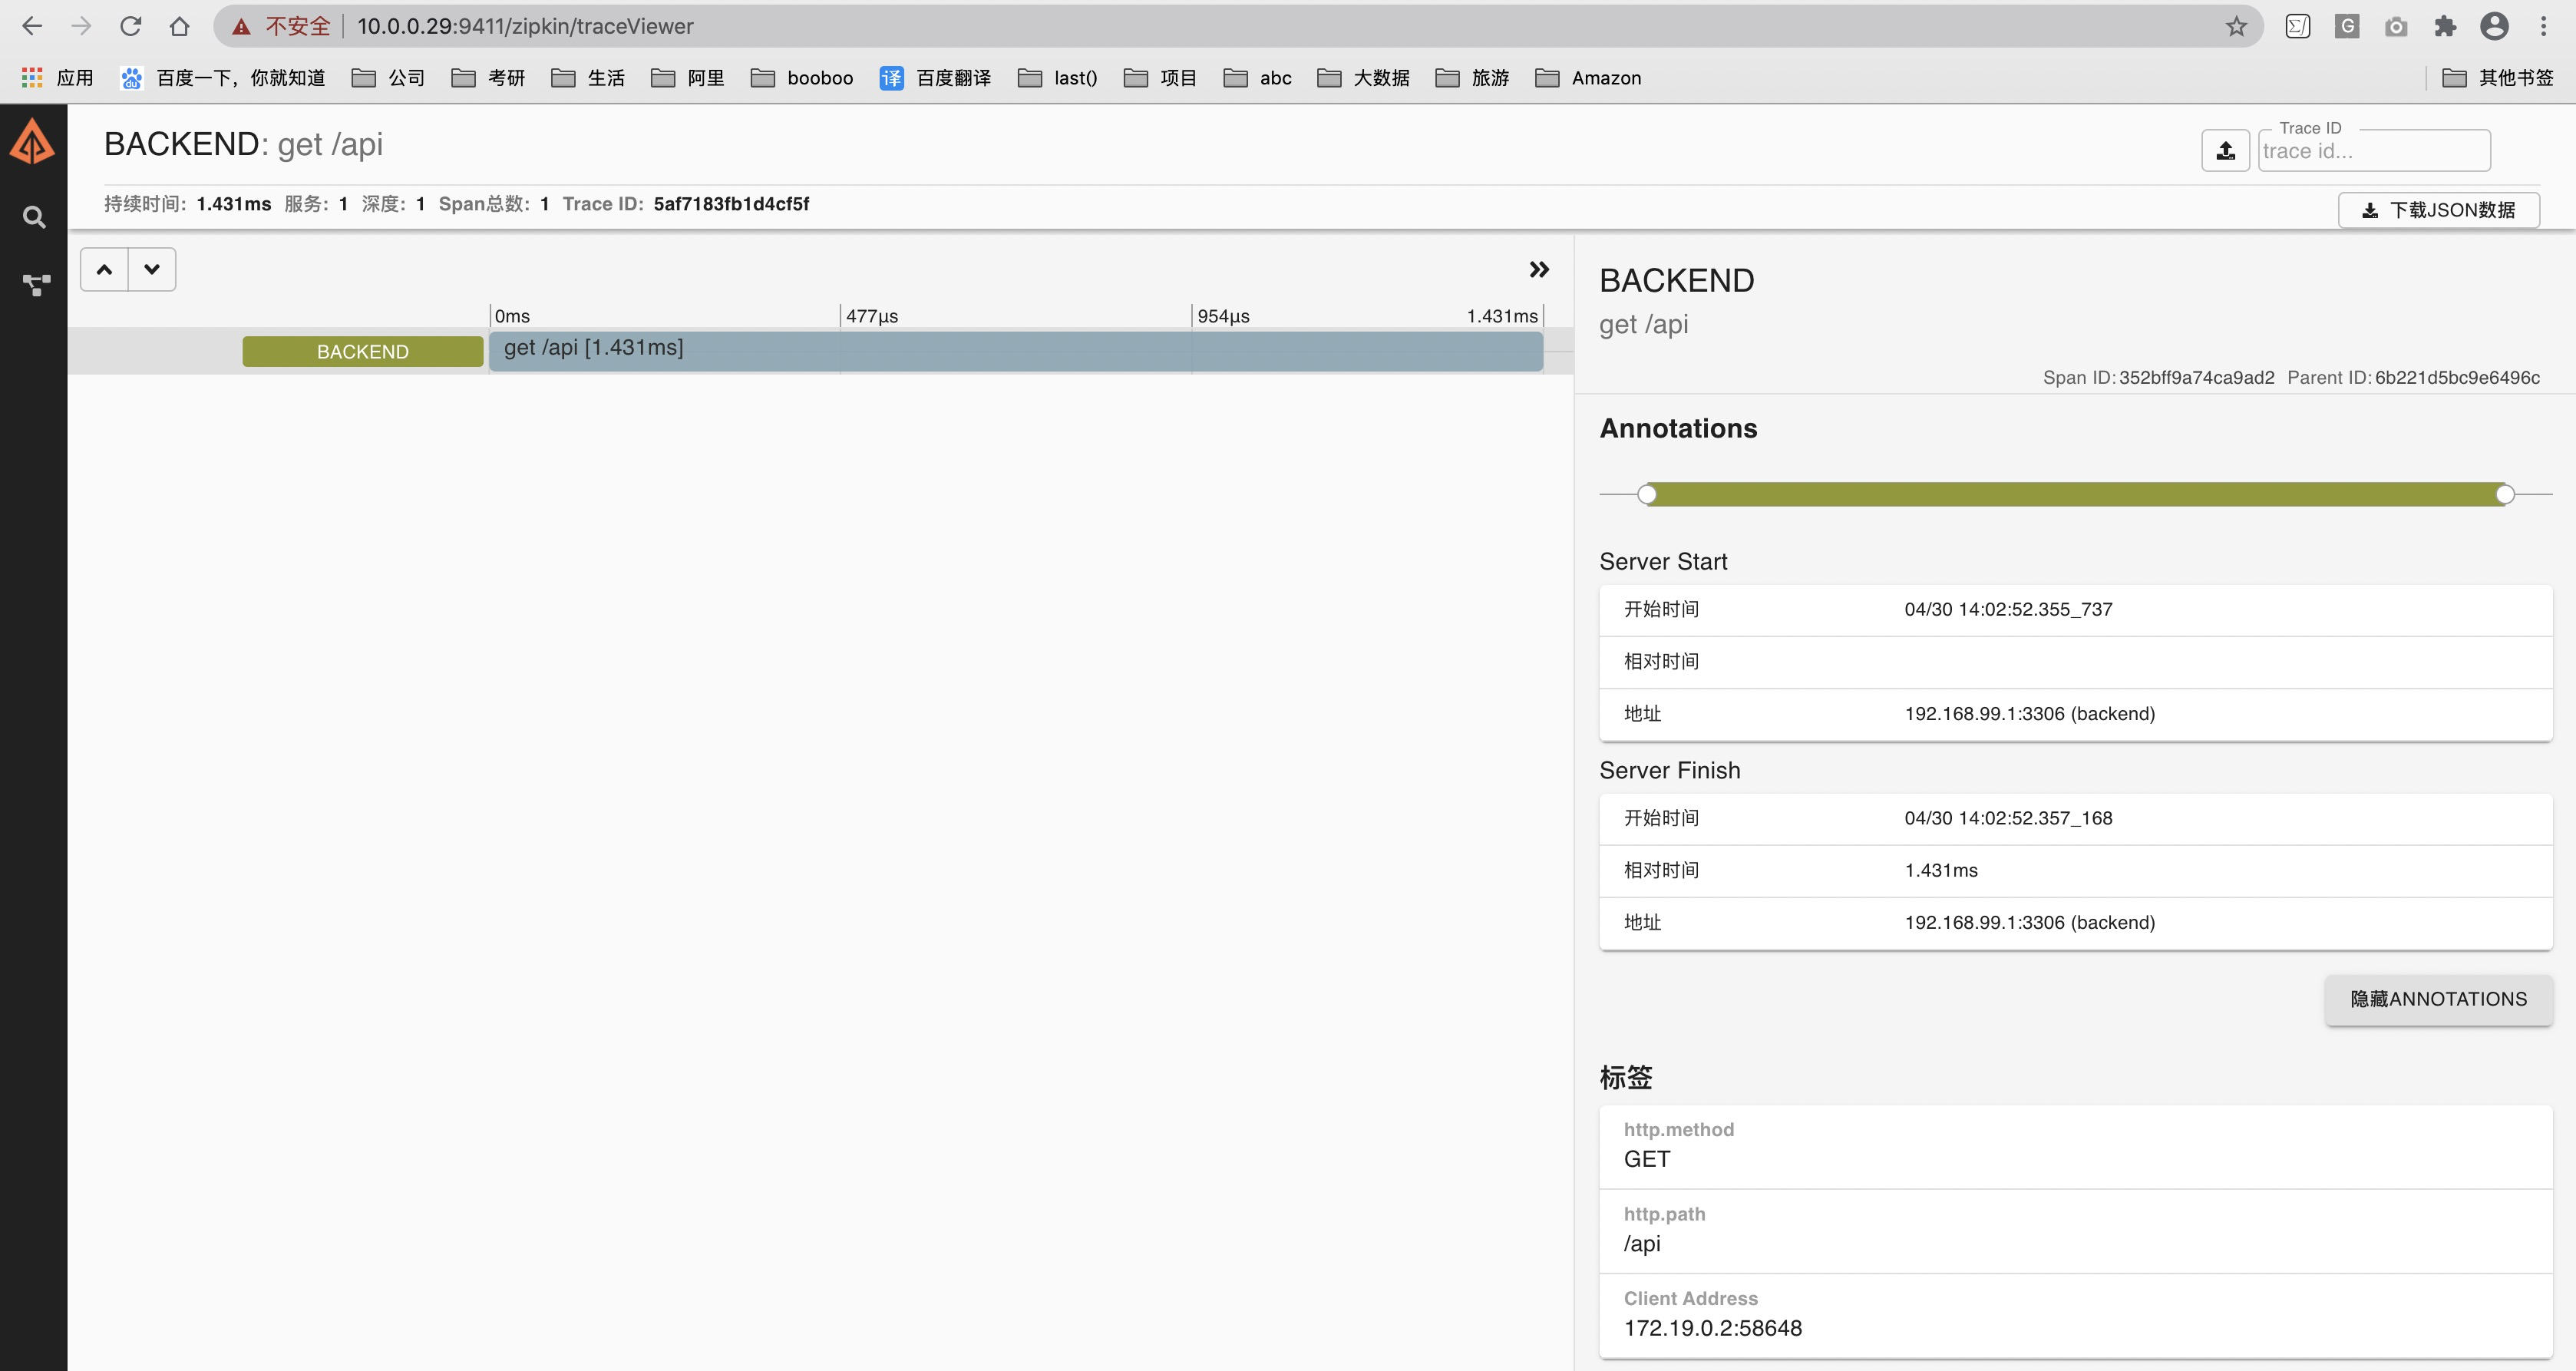 不安全 10.0.0.29:9411/zipkin/traceViewer
应用 百度一下，你就知道 公司 考研 生活 阿里 booboo 译 百度翻译 last() 项目 abc 大数据 旅游 Amazon 其他书签
BACKEND: get /api
Trace ID
trace id...
持续时间: 1.431ms 服务: 1 深度: 1 Span总数: 1 Trace ID: 5af7183fb1d4cf5f
下载JSON数据
0ms 477μs 954μs 1.431ms
BACKEND get /api [1.431ms]
BACKEND
get /api
Span ID: 352bff9a74ca9ad2 Parent ID: 6b221d5bc9e6496c
Annotations
Server Start
开始时间 04/30 14:02:52.355_737
相对时间
地址 192.168.99.1:3306 (backend)
Server Finish
开始时间 04/30 14:02:52.357_168
相对时间 1.431ms
地址 192.168.99.1:3306 (backend)
隐藏ANNOTATIONS
标签
http.method
GET
http.path
/api
Client Address
172.19.0.2:58648